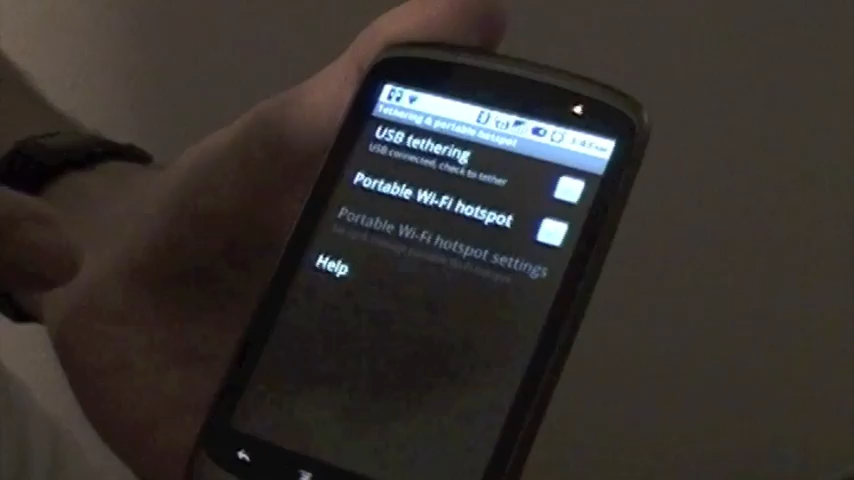 Tethering & portable hotspot
USB tethering
USB connected, check to tether
Portable Wi-Fi hotspot
Portable Wi-Fi hotspot settings
Help